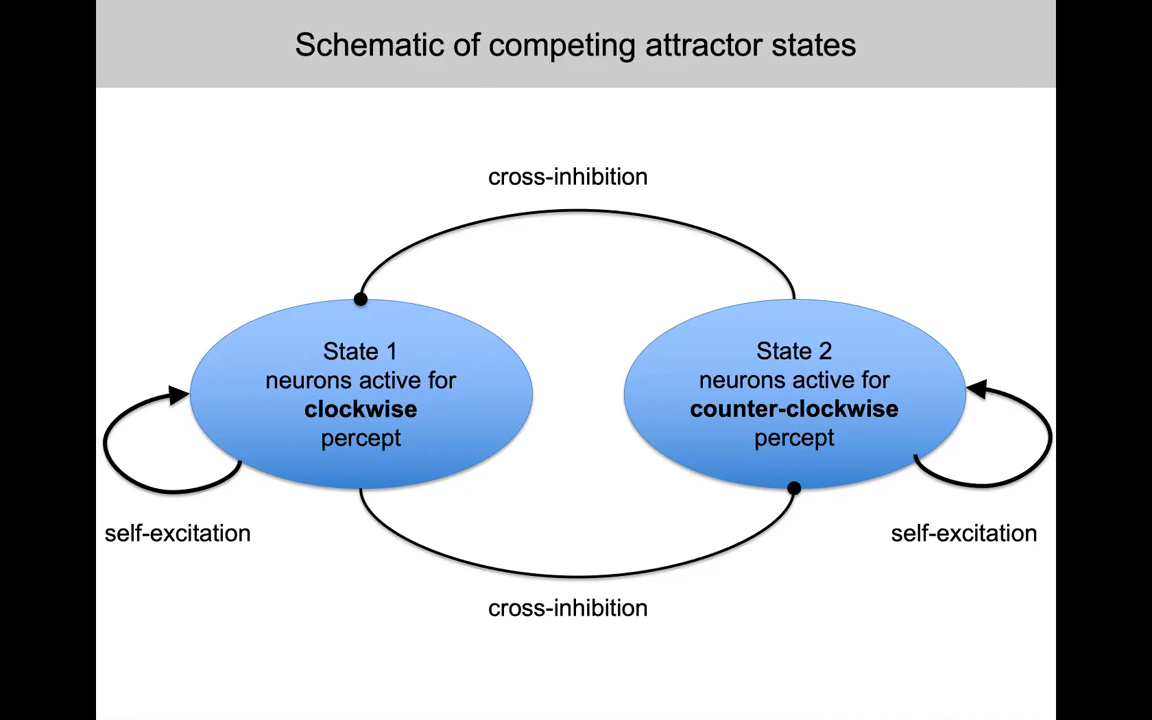 Schematic of competing attractor states
cross-inhibition
State 1
neurons active for
clockwise
percept
State 2
neurons active for
counter-clockwise
percept
self-excitation
self-excitation
cross-inhibition